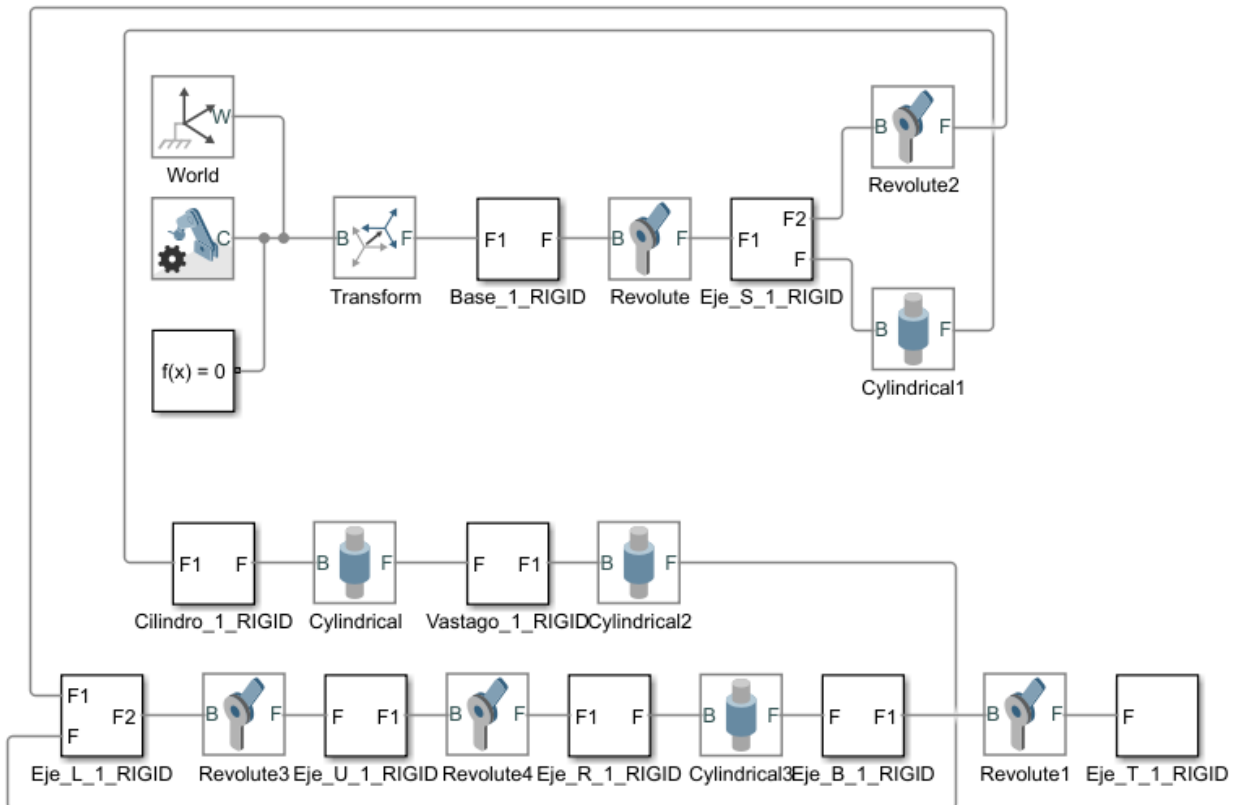 W
World
B F
Revolute2
C
B F
Transform
F1 F
Base_1_RIGID
B F
Revolute
F1 F2 F
Eje_S_1_RIGID
B F
Cylindrical1
f(x) = 0
F1 F
Cilindro_1_RIGID
B F
Cylindrical
F F1
Vastago_1_RIGID
B F
Cylindrical2
F1 F F2
Eje_L_1_RIGID
B F
Revolute3
F F1
Eje_U_1_RIGID
B F
Revolute4
F1 F
Eje_R_1_RIGID
B F
Cylindrical3
F F1
Eje_B_1_RIGID
B F
Revolute1
F
Eje_T_1_RIGID